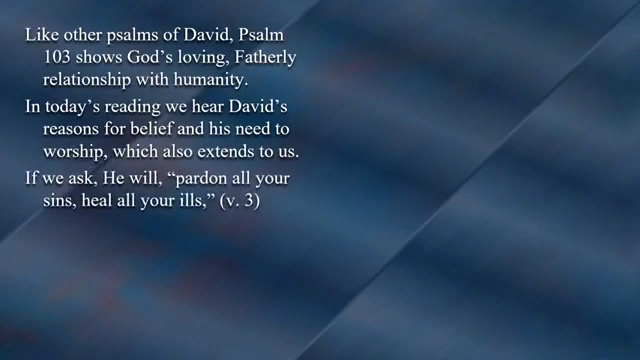 Like other psalms of David, Psalm
103 shows God’s loving, Fatherly
relationship with humanity.
In today’s reading we hear David’s
reasons for belief and his need to
worship, which also extends to us.
If we ask, He will, “pardon all your
sins, heal all your ills,” (v. 3)